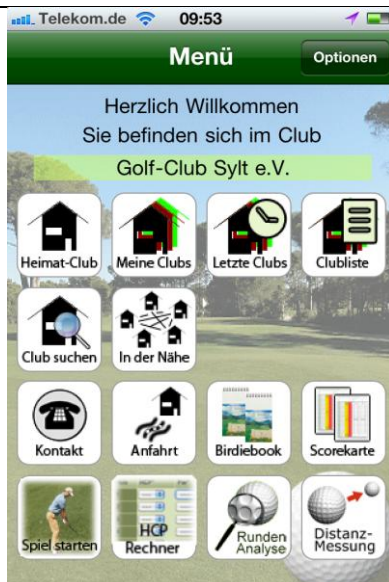 Telekom.de 09:53
Menü Optionen
Herzlich Willkommen
Sie befinden sich im Club
Golf-Club Sylt e.V.
Heimat-Club Meine Clubs Letzte Clubs Clubliste
Club suchen In der Nähe
Kontakt Anfahrt Birdiebook Scorekarte
Spiel starten HCP Rechner Runden Analyse Distanz-Messung